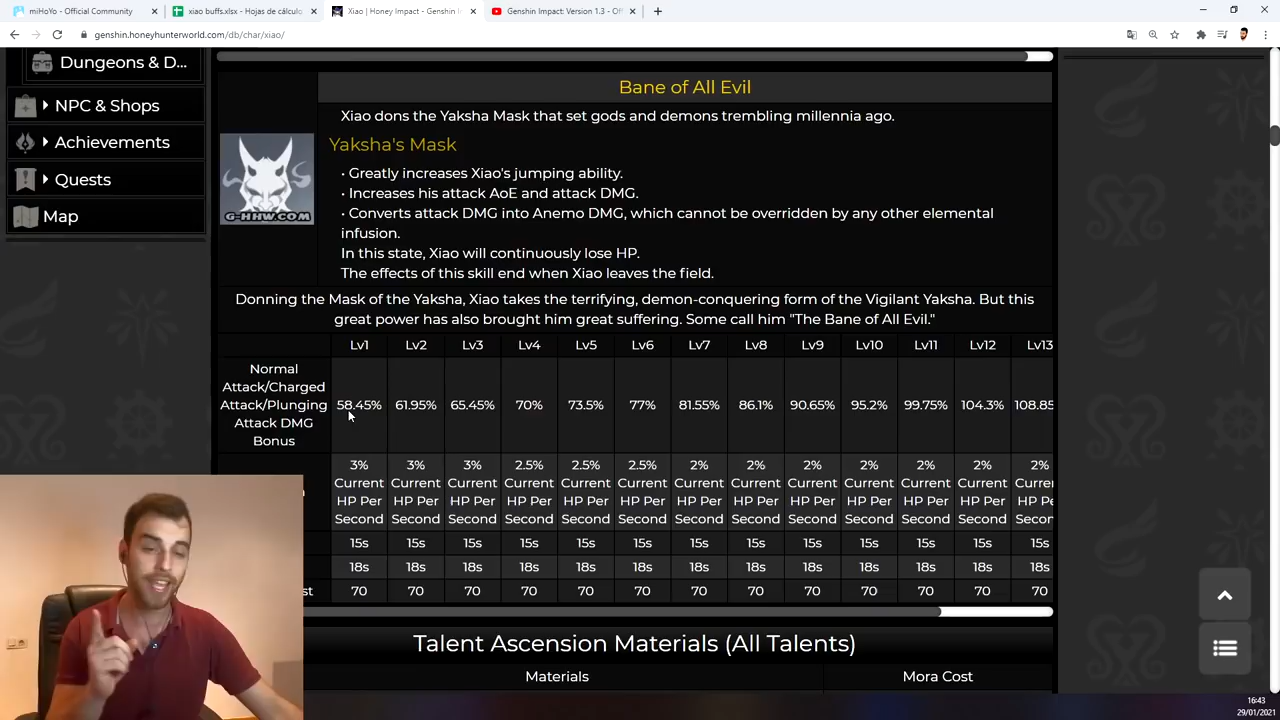 miHoYo - Official Community
xiao buffs.xlsx - Hojas de cálculo
Xiao | Honey Impact - Genshin I
Genshin Impact: Version 1.3 - Of
genshin.honeyhunterworld.com/db/char/xiao/
Dungeons & D...
NPC & Shops
Achievements
Quests
Map
Bane of All Evil
Xiao dons the Yaksha Mask that set gods and demons trembling millennia ago.
Yaksha's Mask
· Greatly increases Xiao's jumping ability.
· Increases his attack AoE and attack DMG.
· Converts attack DMG into Anemo DMG, which cannot be overridden by any other elemental
infusion.
In this state, Xiao will continuously lose HP.
The effects of this skill end when Xiao leaves the field.
G-HHW.COM
Donning the Mask of the Yaksha, Xiao takes the terrifying, demon-conquering form of the Vigilant Yaksha. But this
great power has also brought him great suffering. Some call him "The Bane of All Evil."
Lv1 Lv2 Lv3 Lv4 Lv5 Lv6 Lv7 Lv8 Lv9 Lv10 Lv11 Lv12 Lv13
Normal
Attack/Charged
Attack/Plunging
Attack DMG
Bonus
58.45% 61.95% 65.45% 70% 73.5% 77% 81.55% 86.1% 90.65% 95.2% 99.75% 104.3% 108.85
3% 3% 3% 2.5% 2.5% 2.5% 2% 2% 2% 2% 2% 2% 2%
Current Current Current Current Current Current Current Current Current Current Current Current Curren
HP Per HP Per HP Per HP Per HP Per HP Per HP Per HP Per HP Per HP Per HP Per HP Per HP Per
Second Second Second Second Second Second Second Second Second Second Second Second Secon
15s 15s 15s 15s 15s 15s 15s 15s 15s 15s 15s 15s 15s
18s 18s 18s 18s 18s 18s 18s 18s 18s 18s 18s 18s 18s
st 70 70 70 70 70 70 70 70 70 70 70 70 70
Talent Ascension Materials (All Talents)
Materials Mora Cost
16:43
29/01/2021